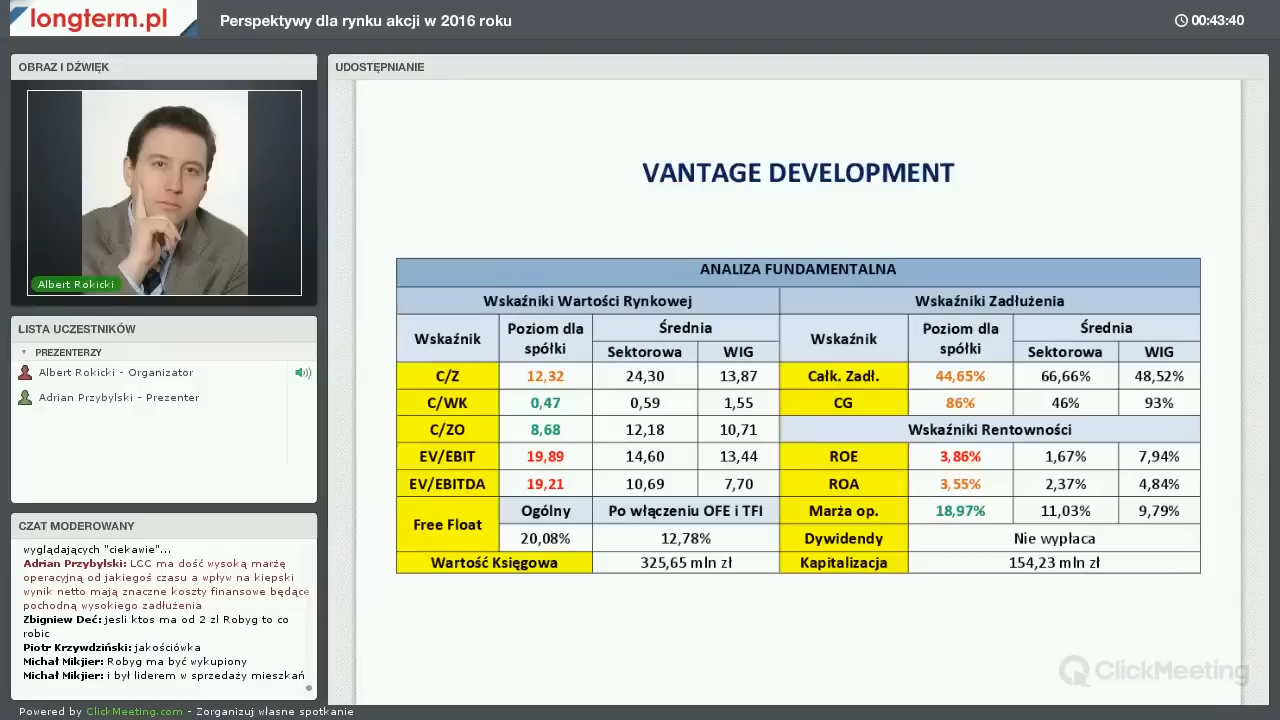 longterm.pl
Perspektywy dla rynku akcji w 2016 roku
00:43:40
OBRAZ I DŹWIĘK
Albert Rokicki
LISTA UCZESTNIKÓW
PREZENTERZY
Albert Rokicki - Organizator
Adrian Przybylski - Prezenter
CZAT MODEROWANY
wyglądających "ciekawie"...
Adrian Przybylski: LCC ma dość wysoką marżę
operacyjną od jakiegoś czasu a wpływ na kiepski
wynik netto mają znaczne koszty finansowe będące
pochodną wysokiego zadłużenia
Zbigniew Deć: jesli ktos ma od 2 zl Robyg to co
robic
Piotr Krzywdziński: jakościówka
Michał Mikjier: Robyg ma być wykupiony
Michał Mikjier: i był liderem w sprzedaży mieszkań
Powered by ClickMeeting.com - Zorganizuj własne spotkanie
UDOSTĘPNIANIE
VANTAGE DEVELOPMENT
ANALIZA FUNDAMENTALNA
Wskaźniki Wartości Rynkowej Wskaźniki Zadłużenia
Wskaźnik Poziom dla spółki Średnia Wskaźnik Poziom dla spółki Średnia
Sektorowa WIG Sektorowa WIG
C/Z 12,32 24,30 13,87 Całk. Zadł. 44,65% 66,66% 48,52%
C/WK 0,47 0,59 1,55 CG 86% 46% 93%
C/ZO 8,68 12,18 10,71 Wskaźniki Rentowności
EV/EBIT 19,89 14,60 13,44 ROE 3,86% 1,67% 7,94%
EV/EBITDA 19,21 10,69 7,70 ROA 3,55% 2,37% 4,84%
Free Float Ogólny Po włączeniu OFE i TFI Marża op. 18,97% 11,03% 9,79%
20,08% 12,78% Dywidendy Nie wypłaca
Wartość Księgowa 325,65 mln zł Kapitalizacja 154,23 mln zł
ClickMeeting